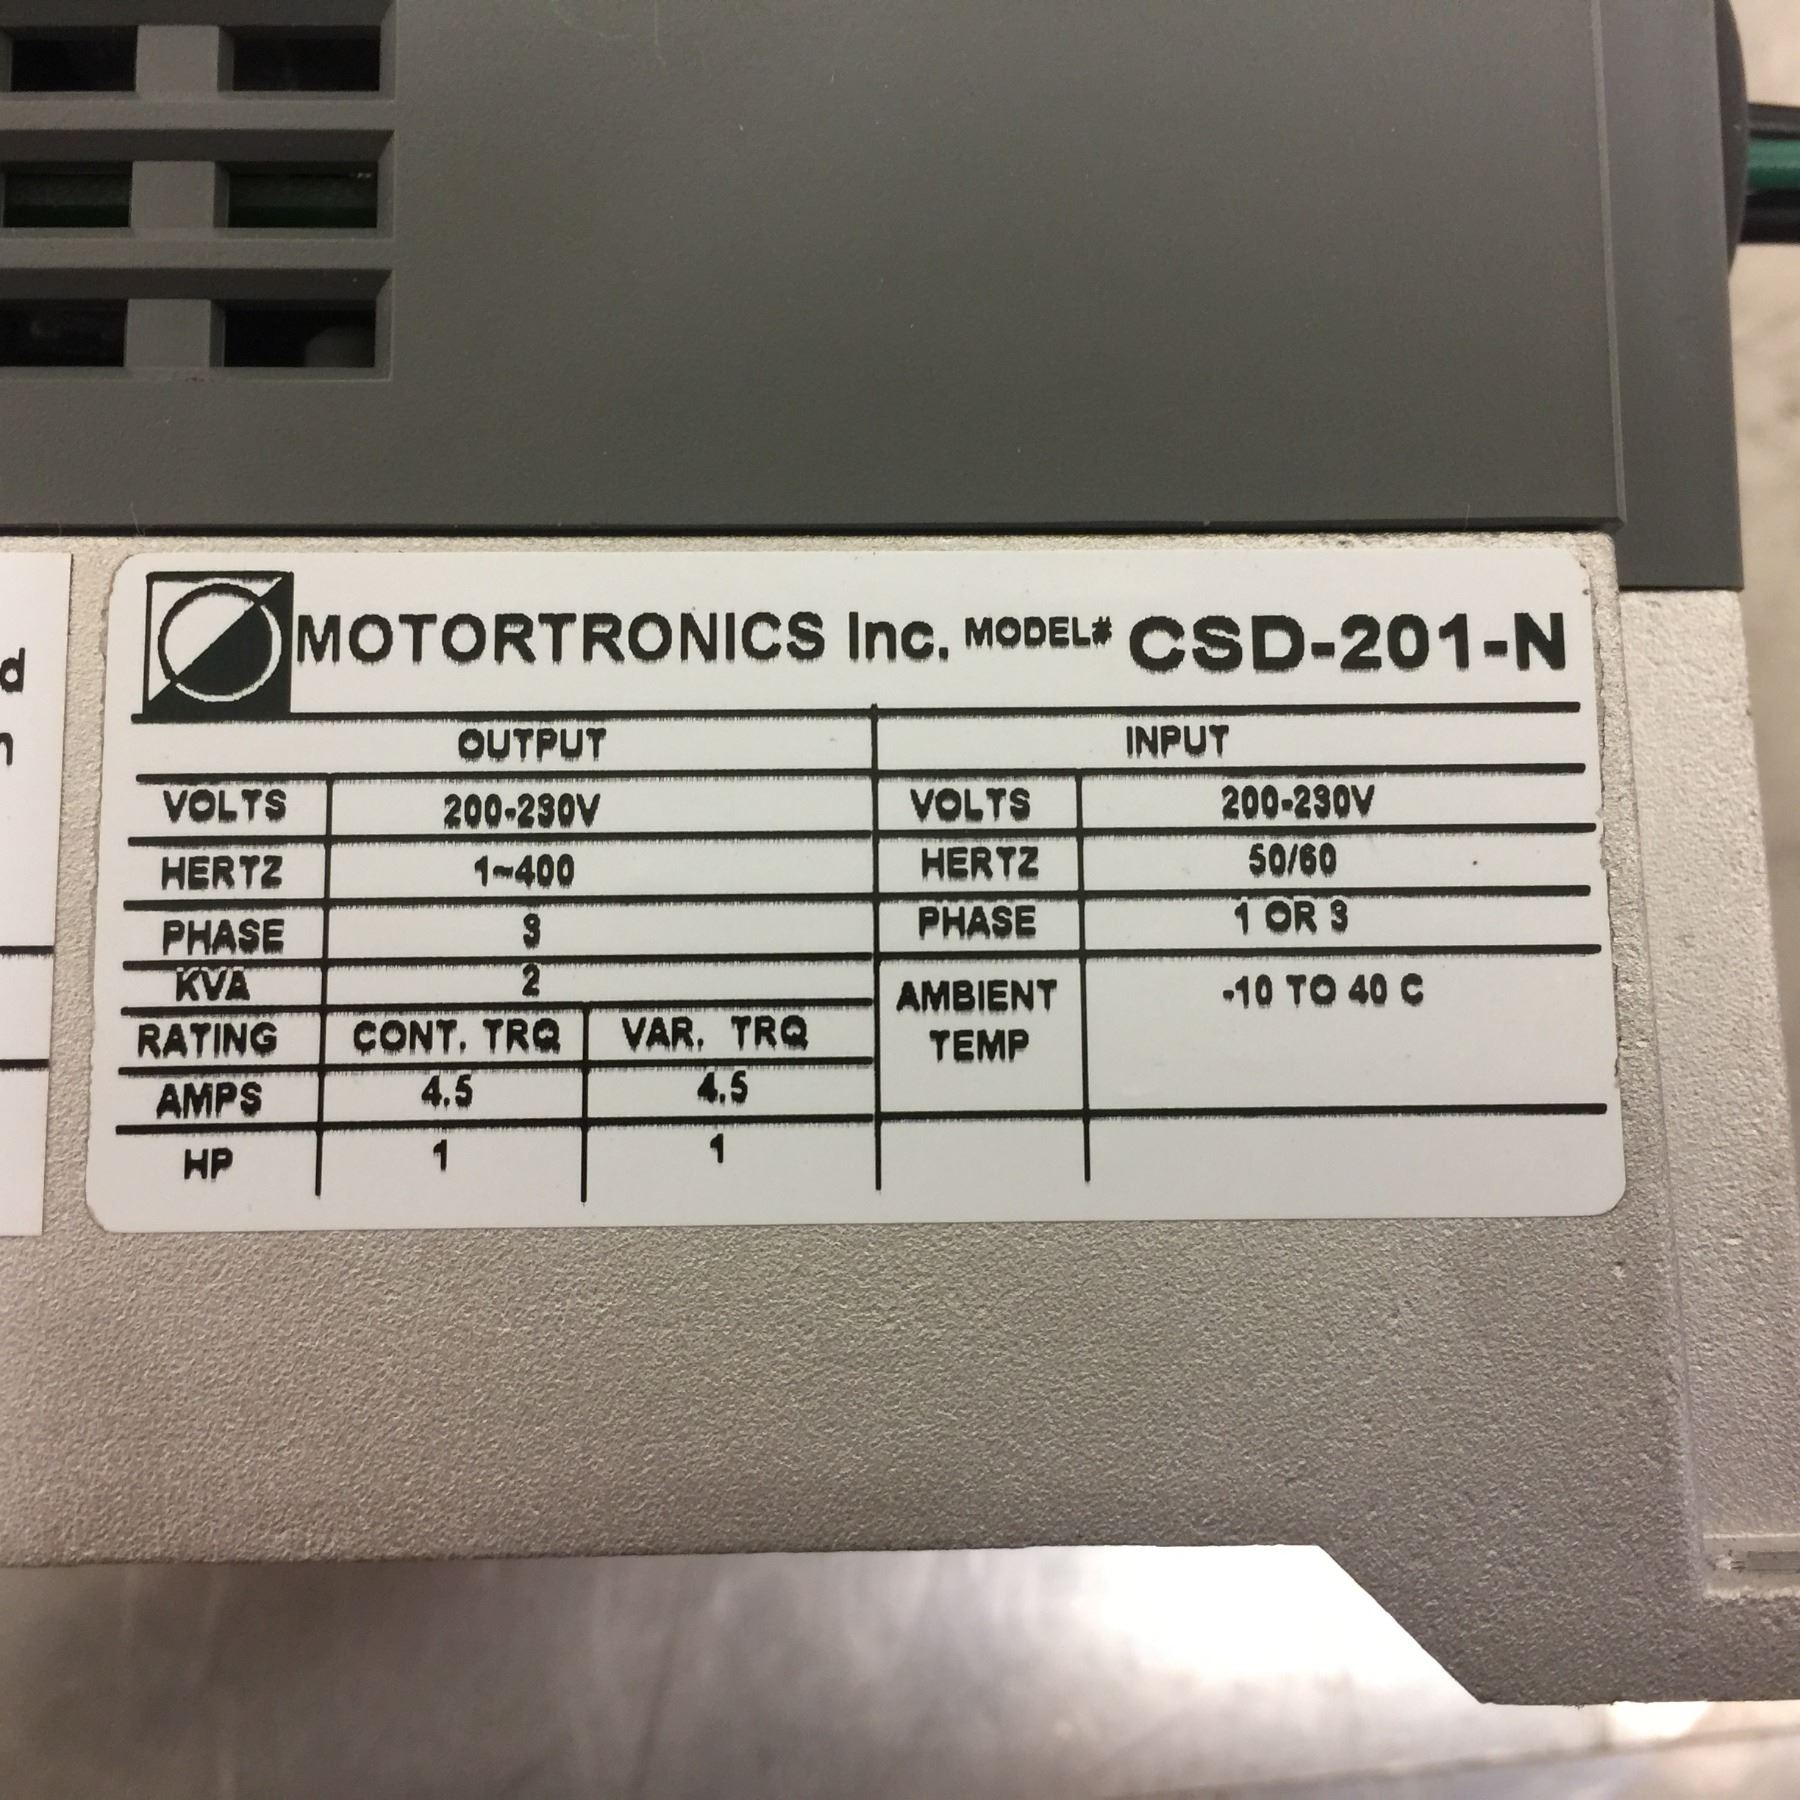 d
n
MOTORTRONICS Inc. MODEL# CSD-201-N
OUTPUT INPUT
VOLTS 200-230V VOLTS 200-230V
HERTZ 1~400 HERTZ 50/60
PHASE 3 PHASE 1 OR 3
KVA 2 AMBIENT TEMP -10 TO 40 C
RATING CONT. TRQ VAR. TRQ
AMPS 4.5 4.5
HP 1 1